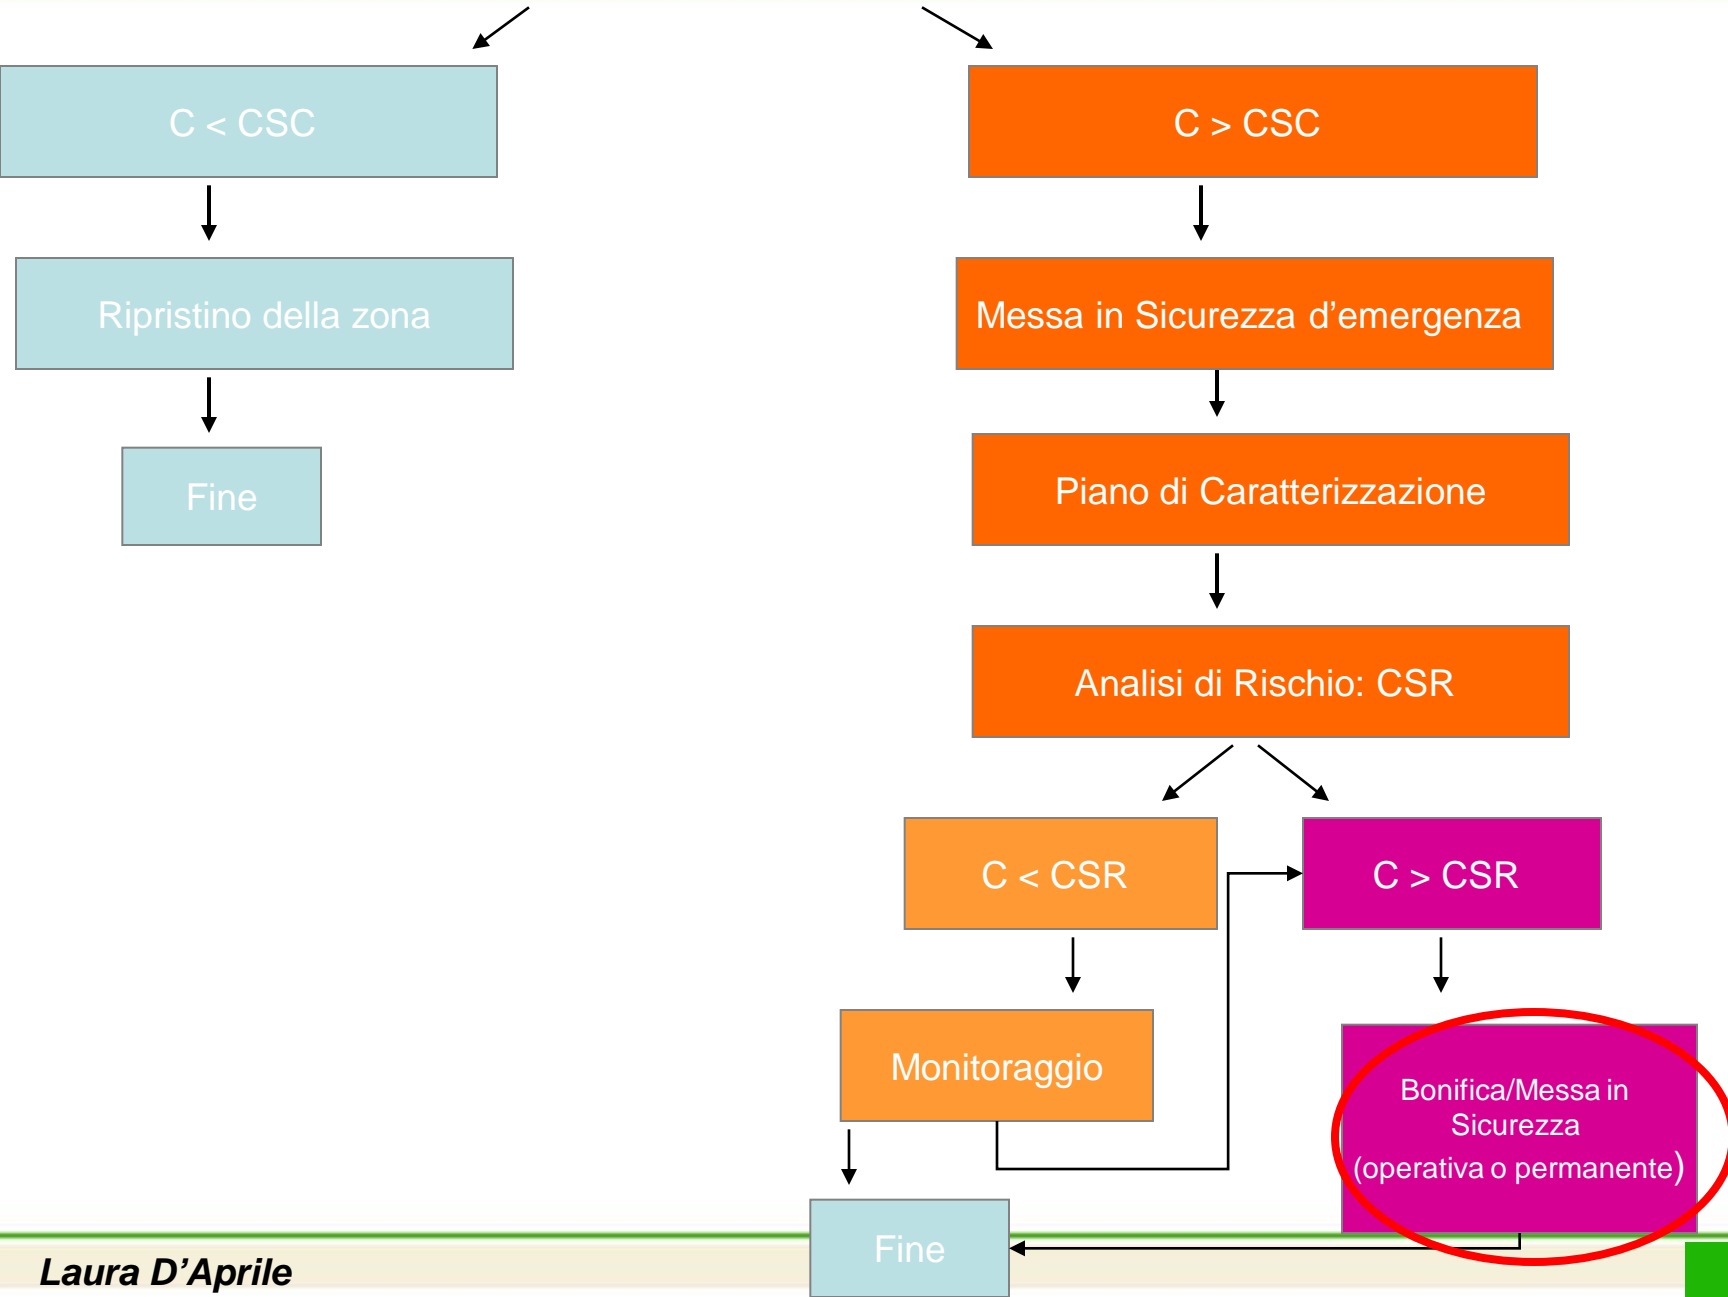 C < CSC
C > CSC
Ripristino della zona
Messa in Sicurezza d’emergenza
Fine
Piano di Caratterizzazione
Analisi di Rischio: CSR
C < CSR
C > CSR
Monitoraggio
Bonifica/Messa in
Sicurezza
(operativa o permanente)
Fine
Laura D’Aprile